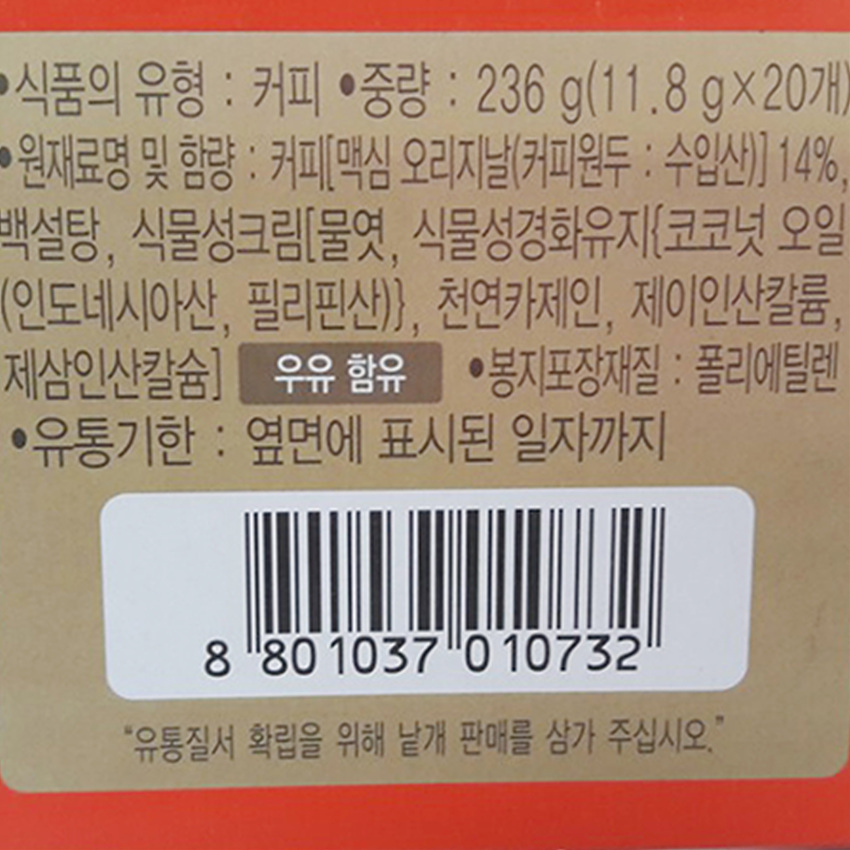 •식품의 유형 : 커피 •중량 : 236 g(11.8 g×20개)
•원재료명 및 함량 : 커피[맥심 오리지날(커피원두 : 수입산)] 14%,
백설탕, 식물성크림[물엿, 식물성경화유지{코코넛 오일
(인도네시아산, 필리핀산)}, 천연카제인, 제이인산칼륨,
제삼인산칼슘] 우유 함유 •봉지포장재질 : 폴리에틸렌
•유통기한 : 옆면에 표시된 일자까지
8 801037 010732
“유통질서 확립을 위해 낱개 판매를 삼가 주십시오.”